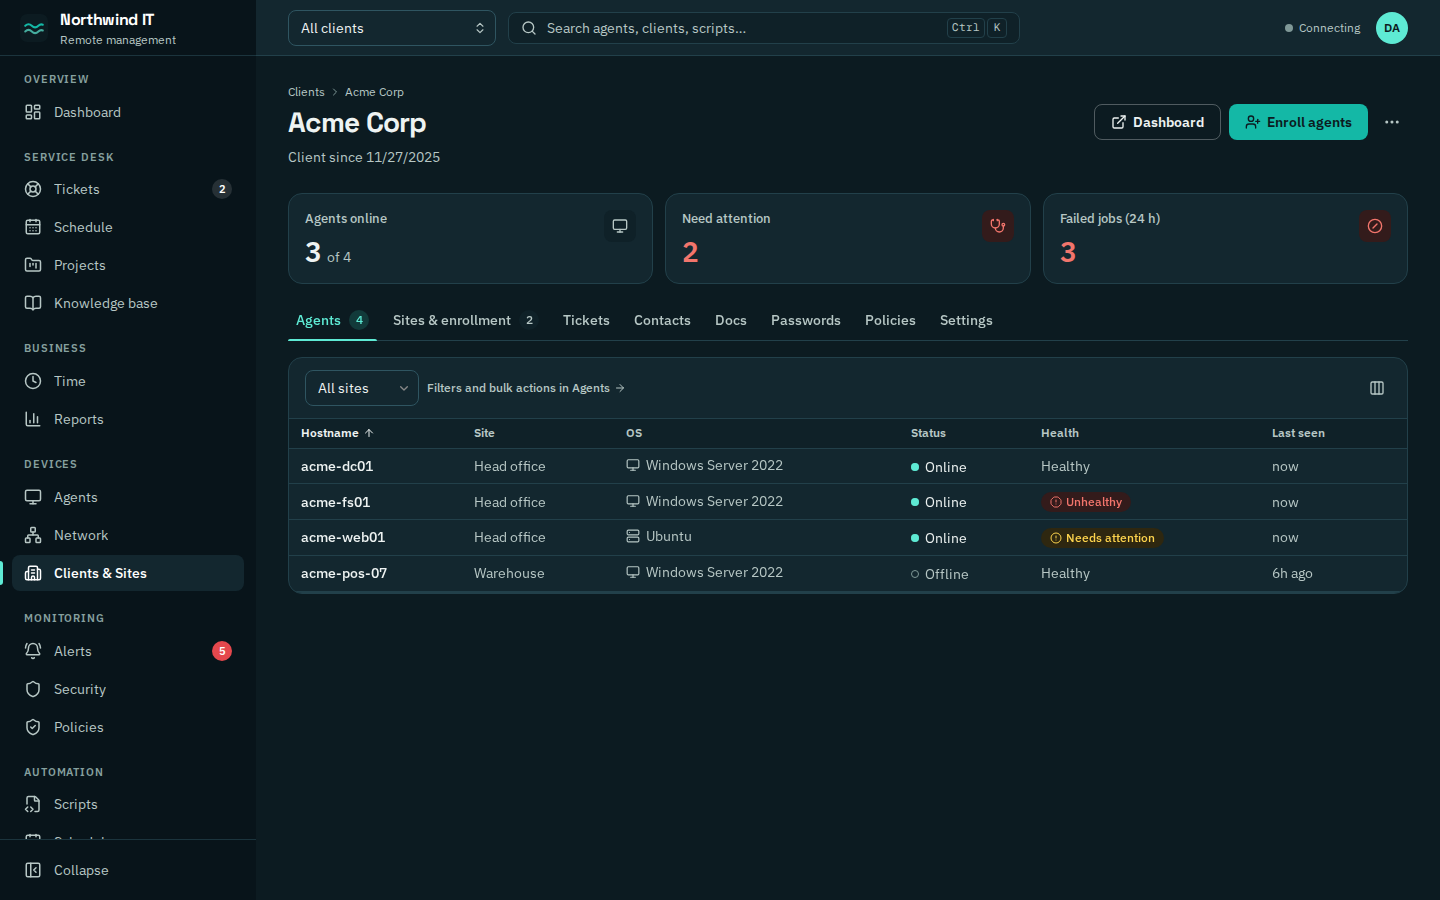 Northwind IT
Remote management
All clients
Search agents, clients, scripts...
Ctrl K
Connecting
DA
OVERVIEW
Dashboard
SERVICE DESK
Tickets 2
Schedule
Projects
Knowledge base
BUSINESS
Time
Reports
DEVICES
Agents
Network
Clients & Sites
MONITORING
Alerts 5
Security
Policies
AUTOMATION
Scripts
Collapse
Clients Acme Corp
Acme Corp
Client since 11/27/2025
Dashboard
Enroll agents
Agents online
3 of 4
Need attention
2
Failed jobs (24 h)
3
Agents 4 Sites & enrollment 2 Tickets Contacts Docs Passwords Policies Settings
All sites
Filters and bulk actions in Agents →
Hostname ↑ Site OS Status Health Last seen
acme-dc01 Head office Windows Server 2022 Online Healthy now
acme-fs01 Head office Windows Server 2022 Online Unhealthy now
acme-web01 Head office Ubuntu Online Needs attention now
acme-pos-07 Warehouse Windows Server 2022 Offline Healthy 6h ago